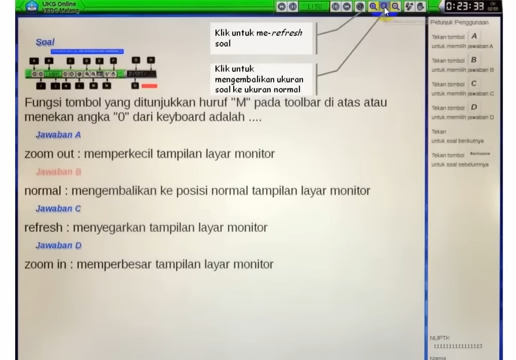 UKG Online
0:23:33
Klik untuk me-refresh
soal
Klik untuk
mengembalikan ukuran
soal ke ukuran normal
Soal
Fungsi tombol yang ditunjukkan huruf "M" pada toolbar di atas atau
menekan angka "0" dari keyboard adalah ....
Jawaban A
zoom out : memperkecil tampilan layar monitor
Jawaban B
normal : mengembalikan ke posisi normal tampilan layar monitor
Jawaban C
refresh : menyegarkan tampilan layar monitor
Jawaban D
zoom in : memperbesar tampilan layar monitor
Petunjuk Penggunaan
Tekan tombol A
untuk memilih jawaban A
Tekan tombol B
untuk memilih jawaban B
Tekan tombol C
untuk memilih jawaban C
Tekan tombol D
untuk memilih jawaban D
Tekan
untuk soal berikutnya
Tekan tombol Backspace
untuk soal sebelumnya
NUPTK